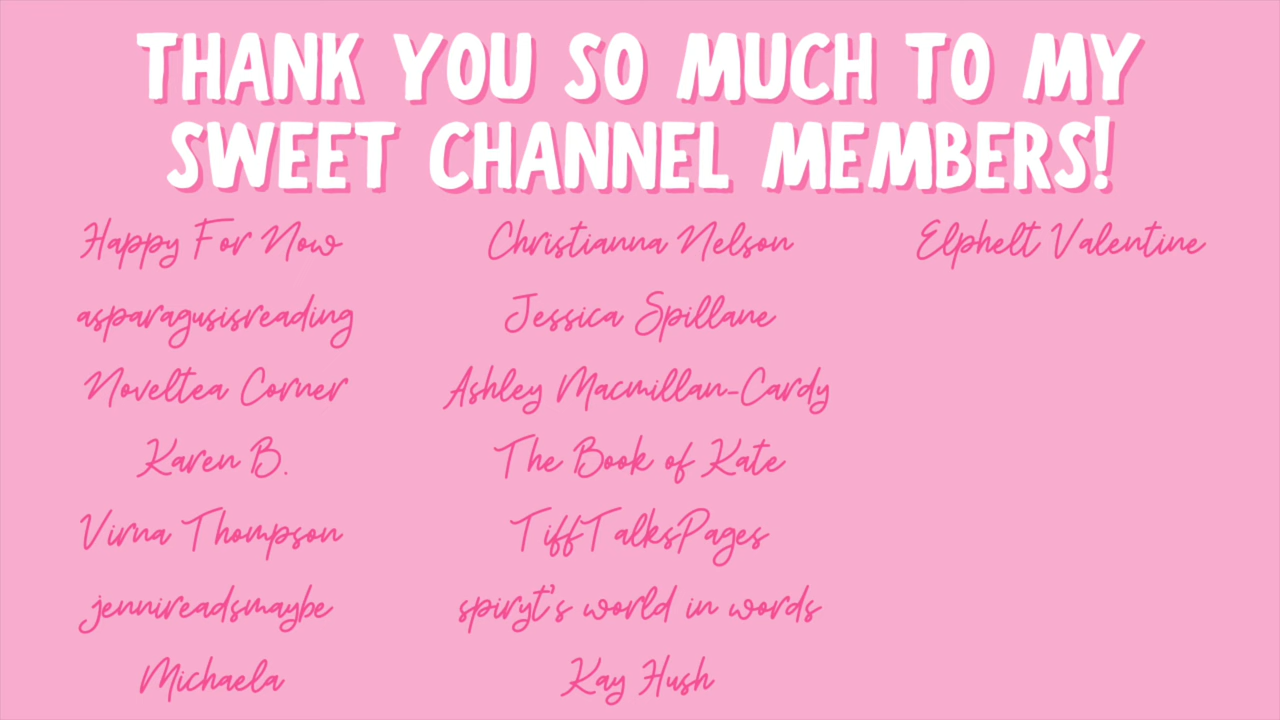 THANK YOU SO MUCH TO MY
SWEET CHANNEL MEMBERS!
Happy For Now
asparagusisreading
Noveltea Corner
Karen B.
Virna Thompson
jennireadsmaybe
Michaela
Christianna Nelson
Jessica Spillane
Ashley Macmillan-Cardy
The Book of Kate
TiffTalksPages
spiryt's world in words
Kay Hush
Elphelt Valentine